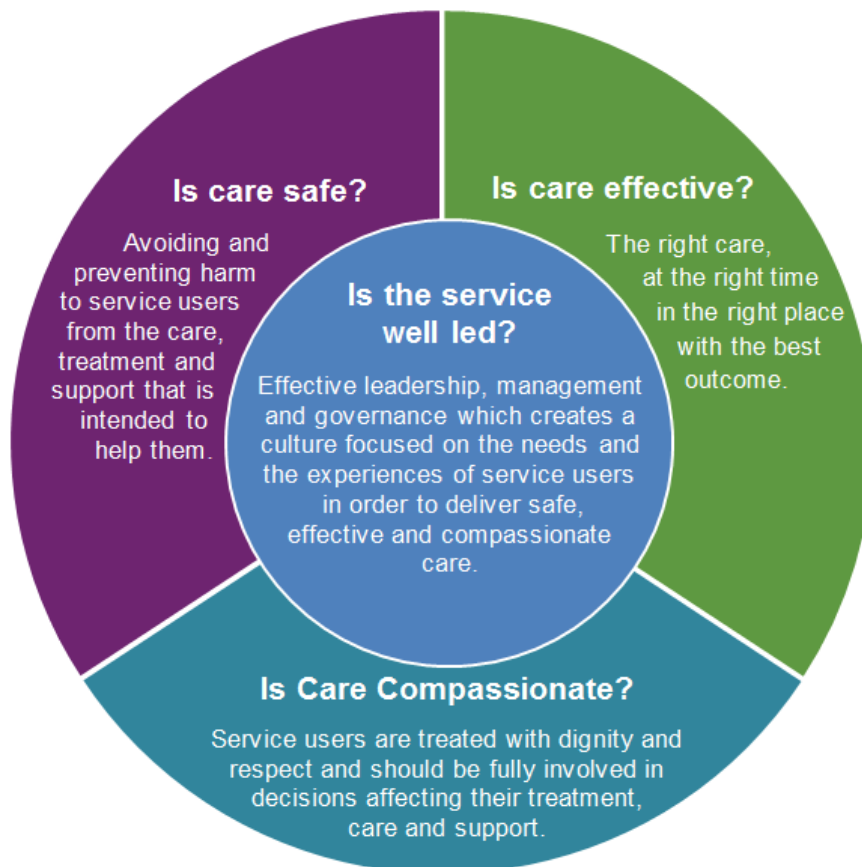 Is care safe?
Avoiding and
preventing harm
to service users
from the care,
treatment and
support that is
intended to
help them.
Is care effective?
The right care,
at the right time
in the right place
with the best
outcome.
Is the service
well led?
Effective leadership, management
and governance which creates a
culture focused on the needs and
the experiences of service users
in order to deliver safe,
effective and compassionate
care.
Is Care Compassionate?
Service users are treated with dignity and
respect and should be fully involved in
decisions affecting their treatment,
care and support.